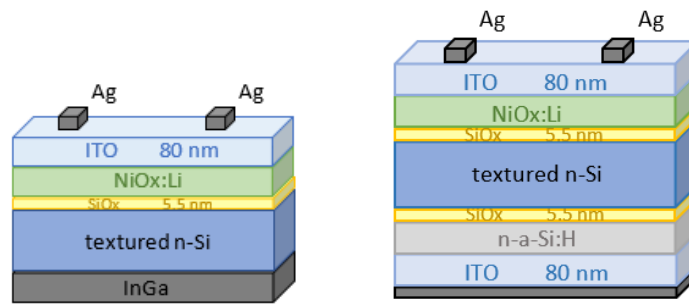 Ag Ag
ITO 80 nm
NiOx:Li
SiOx 5.5 nm
textured n-Si
InGa
Ag Ag
ITO 80 nm
NiOx:Li
SiOx 5.5 nm
textured n-Si
SiOx 5.5 nm
n-a-Si:H
ITO 80 nm